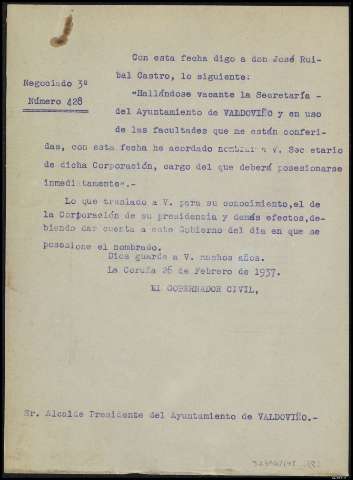 Con esta fecha digo a don José Rui-
bal Castro, lo siguiente:
Negociado 3º
Número 428
"Hallándose vacante la Secretaría -
del Ayuntamiento de VALDOVIÑO y en uso
de las facultades que me están conferi-
das, con esta fecha he acordado nombrar a V. Sec etario
de dicha Corporación, cargo del que deberá posesionarse
inmediatamente".-
Lo que traslado a V. para su conocimiento,el de
la Corporación de su presidencia y demás efectos,de-
biendo dar cuenta a este Gobierno del día en que se
posesione el nombrado.
Dios guarde a V. muchos años.
La Coruña 26 de Febrero de 1937.
El GOBERNADOR CIVIL,
Sr. Alcalde Presidente del Ayuntamiento de VALDOVIÑO.-